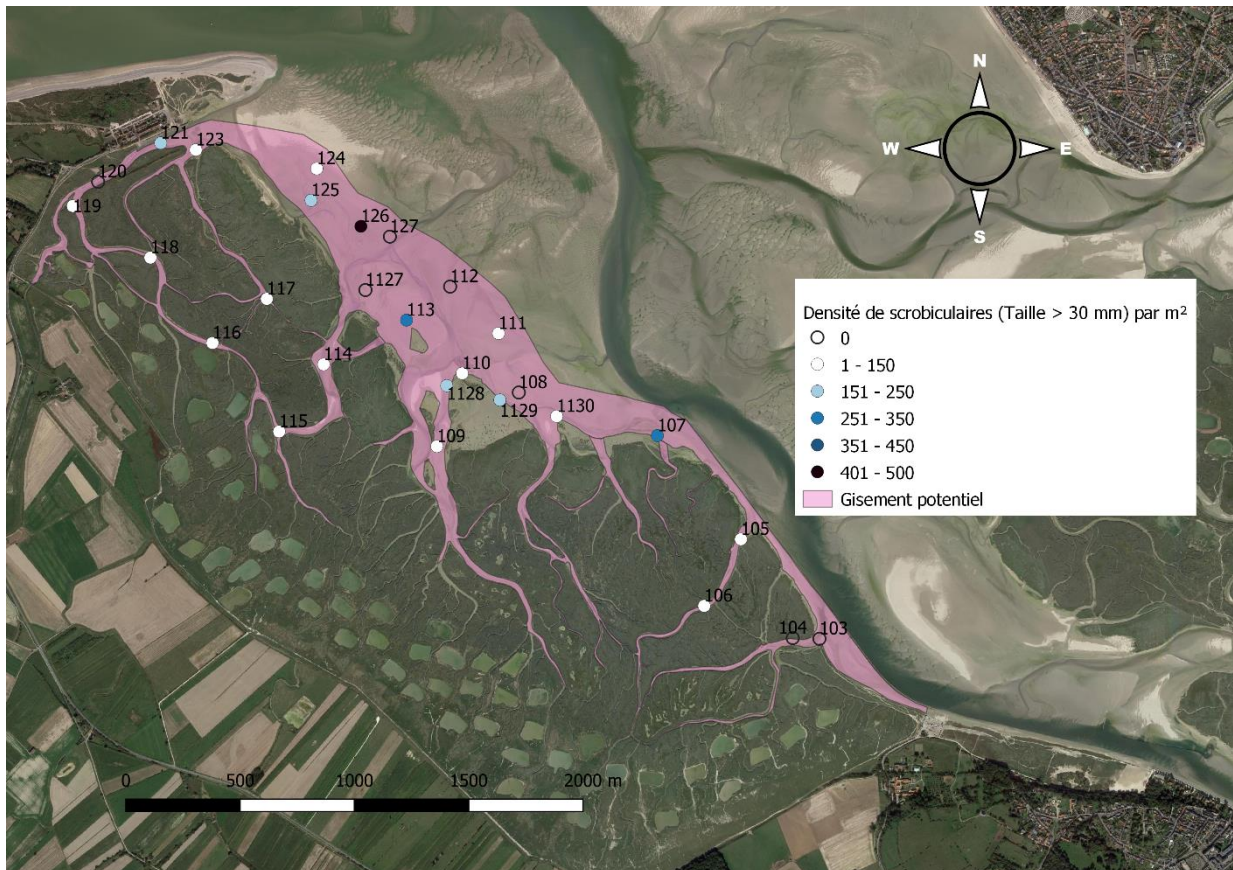 N
W
E
S
121
123
120
124
119
125
126
127
118
1127
112
117
113
111
116
114
110
108
1128
1129
1130
115
109
107
105
106
104
103
Densité de scrobiculaires (Taille > 30 mm) par m²
0
1 - 150
151 - 250
251 - 350
351 - 450
401 - 500
Gisement potentiel
0 500 1000 1500 2000 m